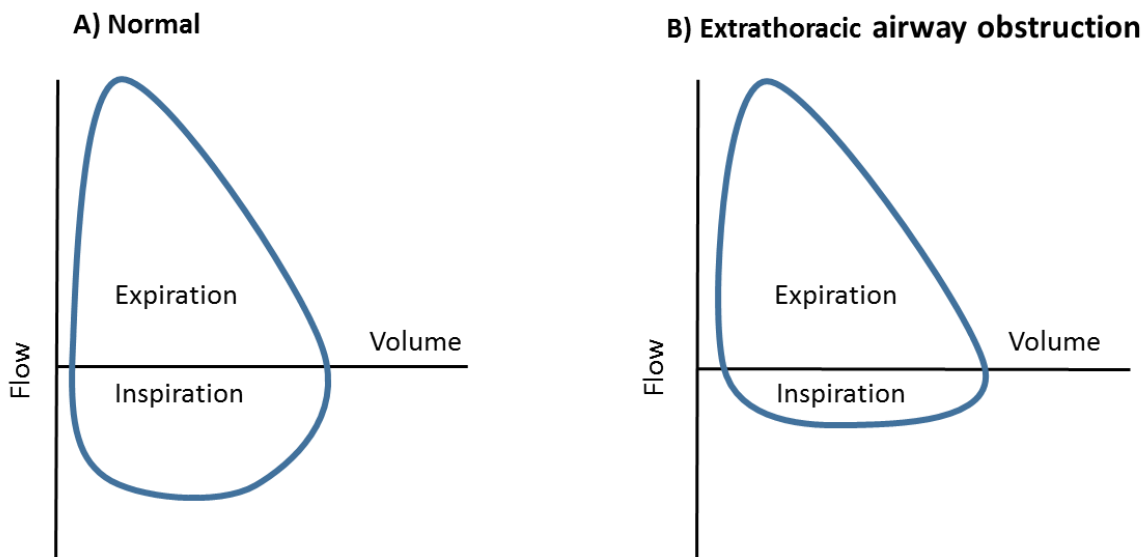 A) Normal
Expiration
Volume
Flow
Inspiration
B) Extrathoracic airway obstruction
Expiration
Volume
Flow
Inspiration